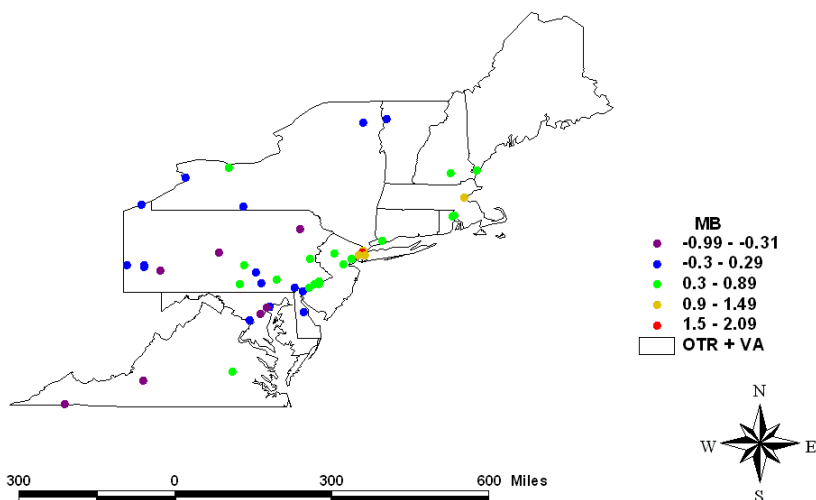 MB
-0.99 - -0.31
-0.3 - 0.29
0.3 - 0.89
0.9 - 1.49
1.5 - 2.09
OTR + VA
N
W E
S
300 0 300 600 Miles